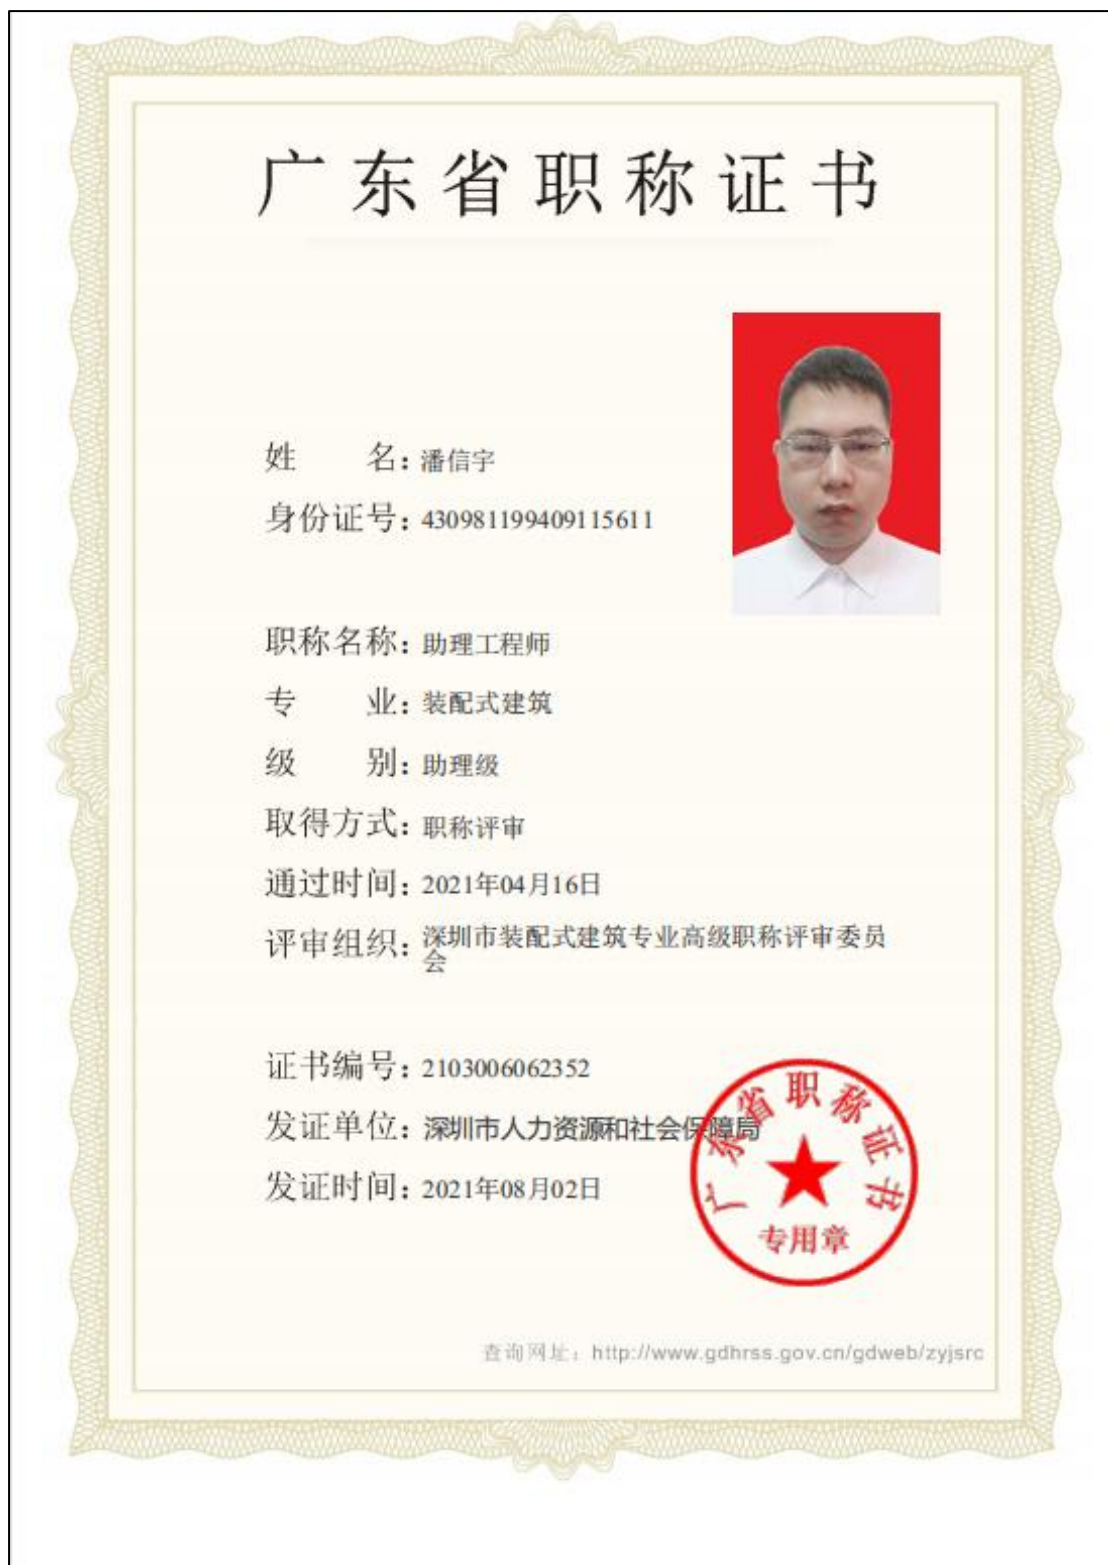 广东省职称证书
姓名：潘信宇
身份证号：430981199409115611
职称名称：助理工程师
专业：装配式建筑
级别：助理级
取得方式：职称评审
通过时间：2021年04月16日
评审组织：深圳市装配式建筑专业高级职称评审委员
会
证书编号：2103006062352
发证单位：深圳市人力资源和社会保障局
发证时间：2021年08月02日
广东省职称证书
专用章
查询网址：http://www.gdhrss.gov.cn/gdweb/zyjsrc